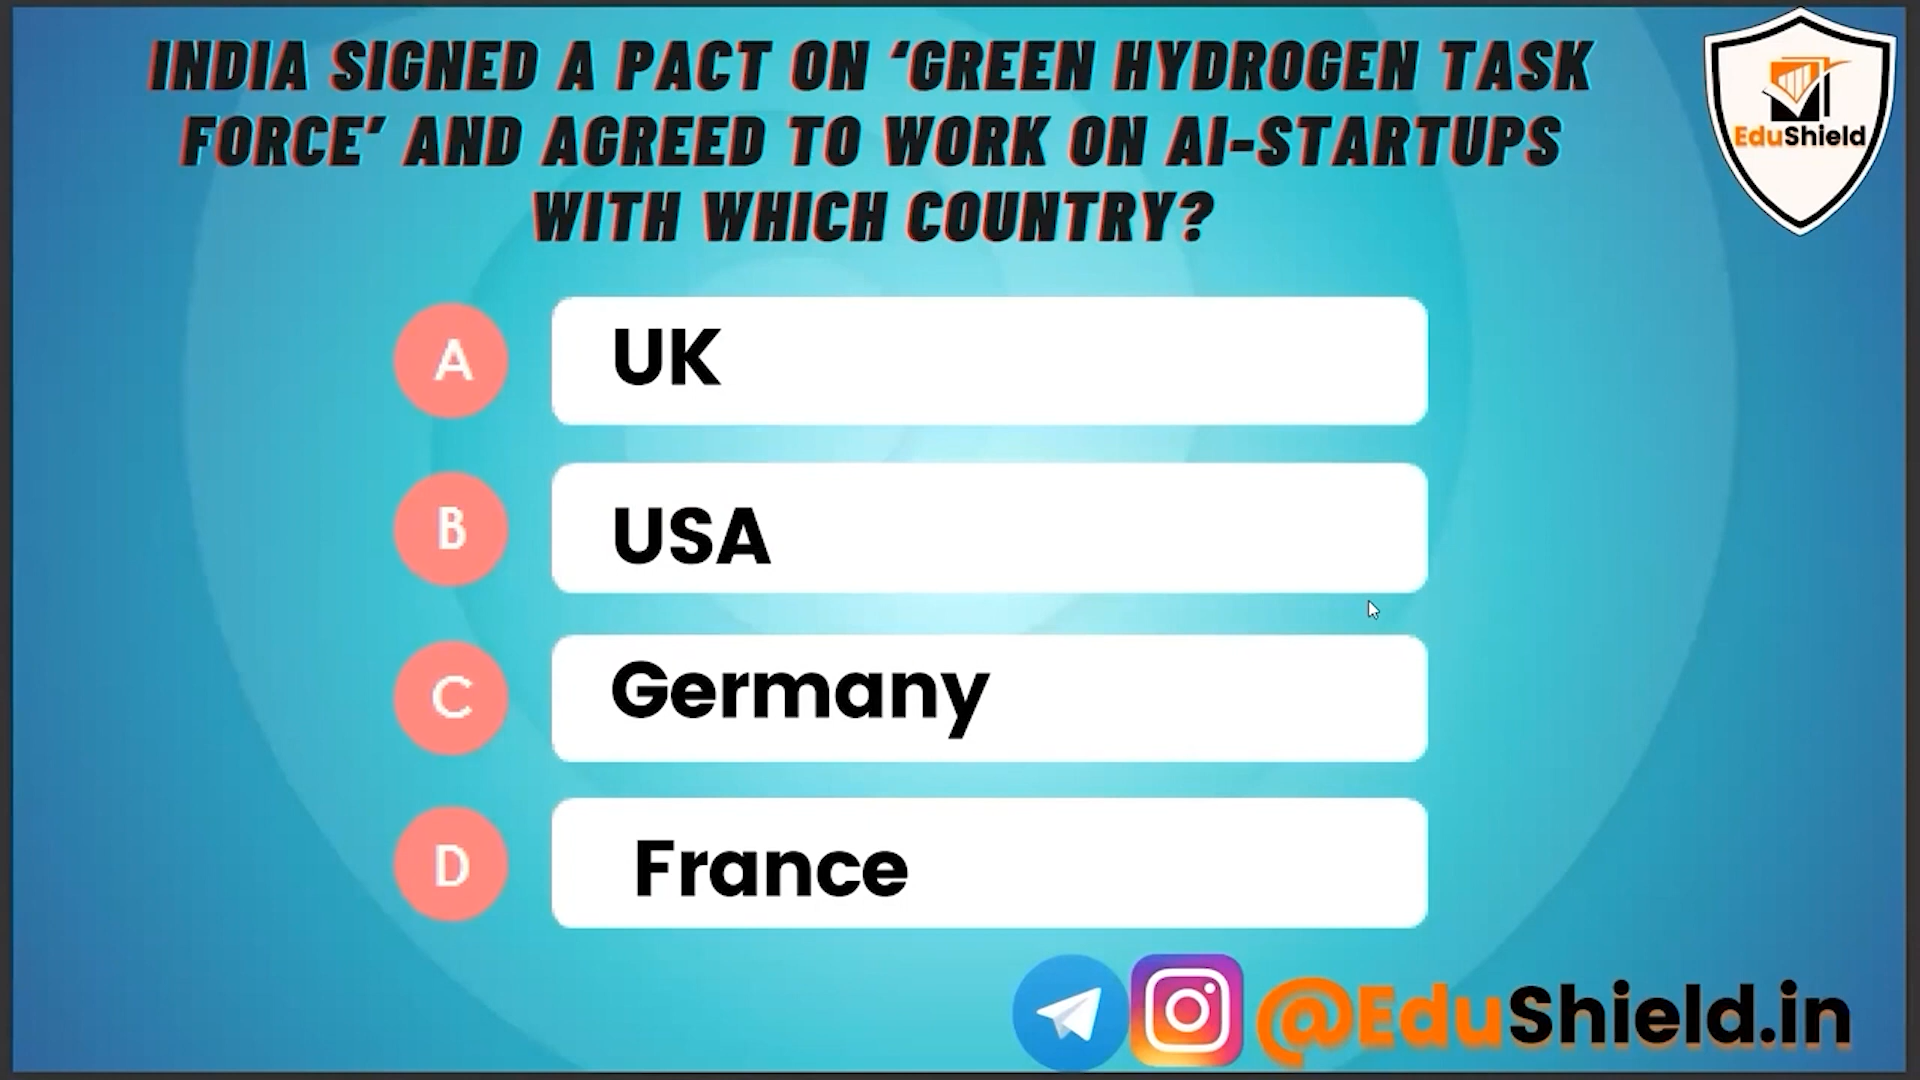 INDIA SIGNED A PACT ON ‘GREEN HYDROGEN TASK
FORCE’ AND AGREED TO WORK ON AI-STARTUPS
WITH WHICH COUNTRY?
EduShield
A UK
B USA
C Germany
D France
@EduShield.in